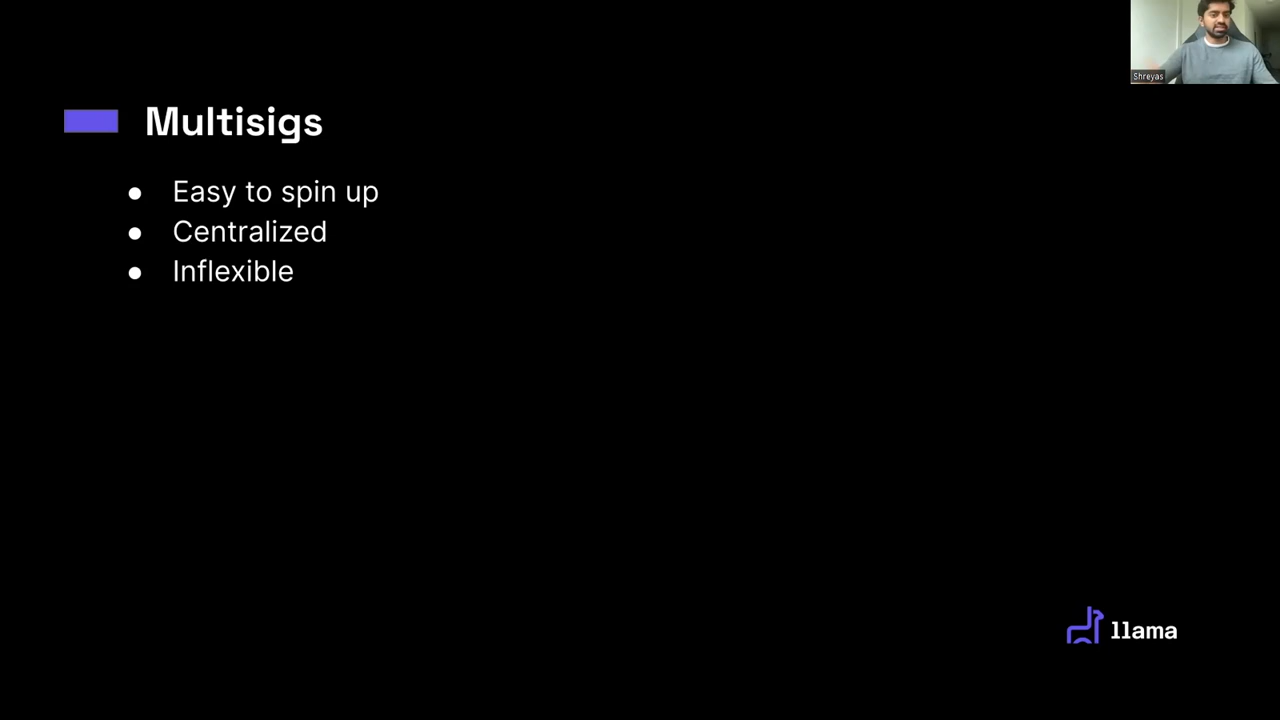 Shreyas
Multisigs
● Easy to spin up
● Centralized
● Inflexible
llama